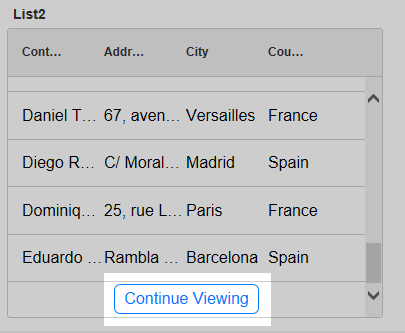 List2
Cont… Addr… City Cou…
Daniel T… 67, aven… Versailles France
Diego R… C/ Moral… Madrid Spain
Dominiq… 25, rue L… Paris France
Eduardo … Rambla … Barcelona Spain
Continue Viewing